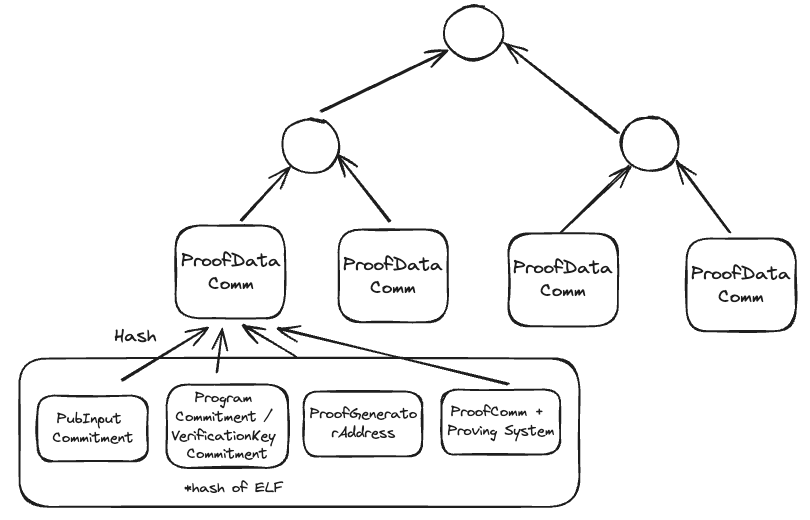 ProofData
Comm
ProofData
Comm
ProofData
Comm
ProofData
Comm
Hash
PubInput
Commitment
Program
Commitment /
VerificationKey
Commitment
ProofGenerato
rAddress
ProofComm +
Proving System
*hash of ELF